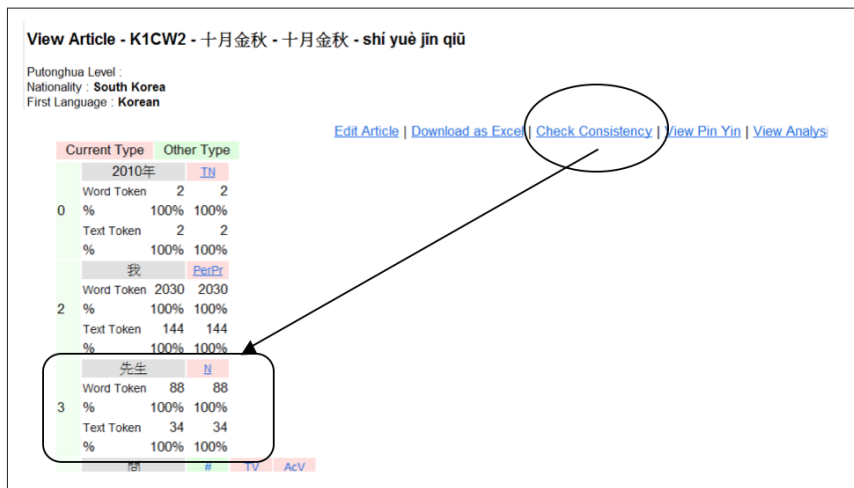 View Article - K1CW2 - 十月金秋 - 十月金秋 - shí yuè jīn qiū
Putonghua Level :
Nationality : South Korea
First Language : Korean
Edit Article | Download as Excel | Check Consistency | View Pin Yin | View Analysi
Current Type Other Type
2010年 TN
Word Token 2 2
0 % 100% 100%
Text Token 2 2
% 100% 100%
我 PerPr
Word Token 2030 2030
2 % 100% 100%
Text Token 144 144
% 100% 100%
先生 N
Word Token 88 88
3 % 100% 100%
Text Token 34 34
% 100% 100%
問 # TV AcV